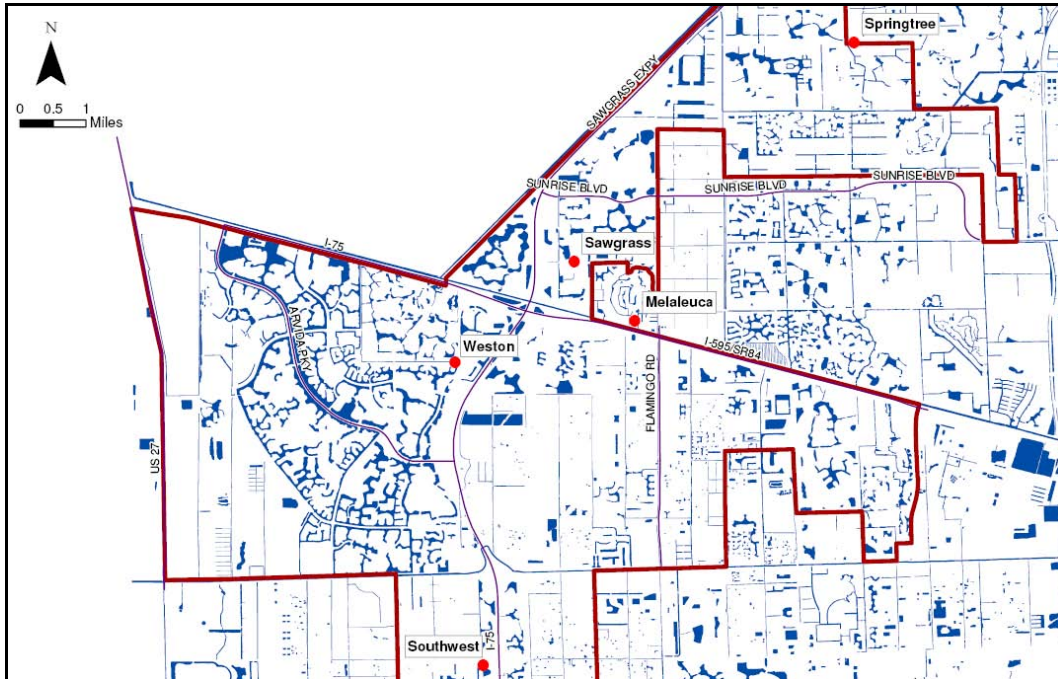 Springtree
N
0 0.5 1
Miles
SAWGRASS EXPY
SUNRISE BLVD
SUNRISE BLVD
SUNRISE BLVD
I-75
Sawgrass
Melaleuca
ARVIDA PKY
Weston
I-595/SR84
FLAMINGO RD
US 27
Southwest
I-75